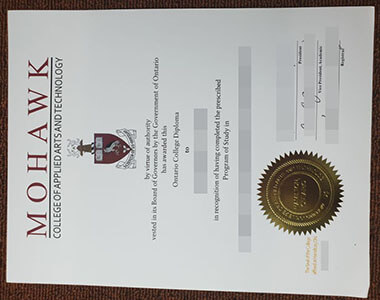 MOHAWK
COLLEGE OF APPLIED ARTS AND TECHNOLOGY
by virtue of authority
vested in its Board of Governors by the Government of Ontario
has awarded this
Ontario College Diploma
to
in recognition of having completed the prescribed
Program of Study in
President
Vice President, Academic
Registrar